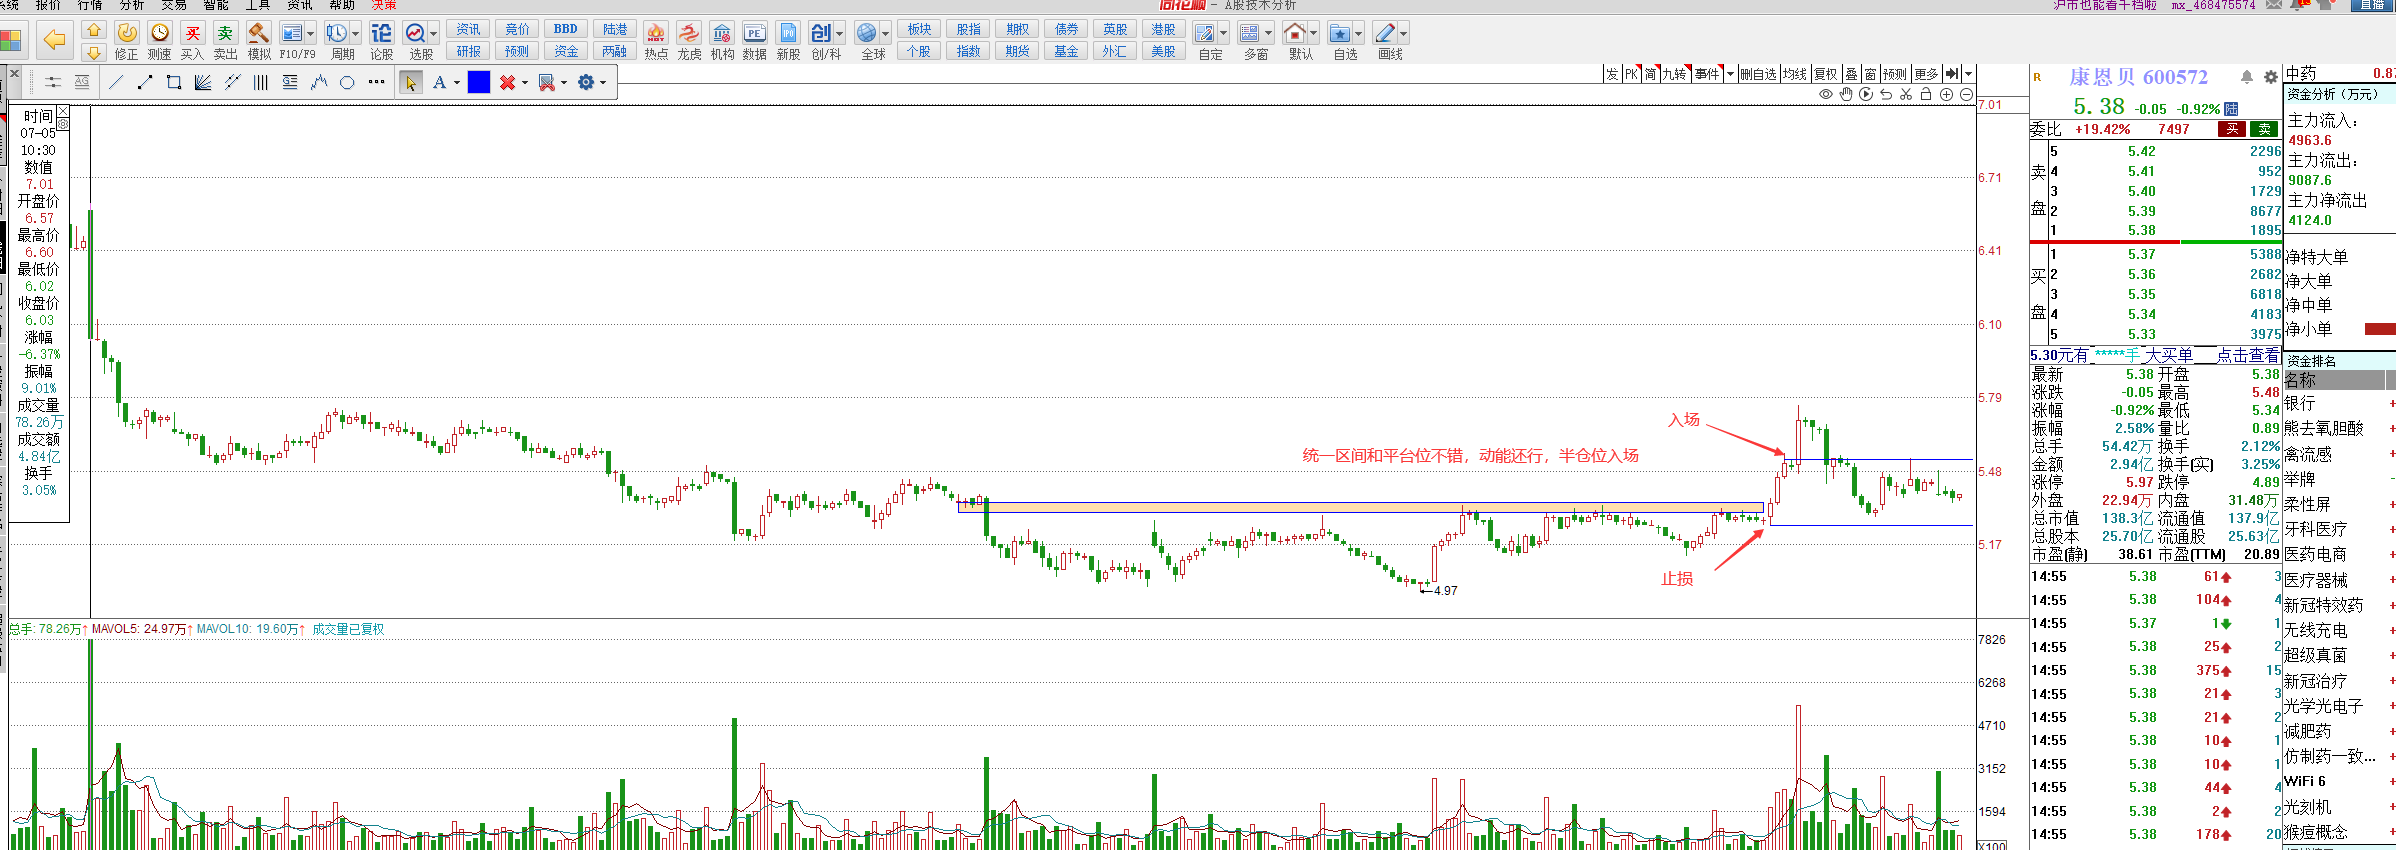 系统 报价 行情 分析 交易 智能 工具 资讯 帮助 决策
同花顺 - A股技术分析
沪市也能看千档啦 mx_468475574
直播
修正 测速 买入 卖出 模拟 F10/F9 周期 论股 选股
资讯 竞价 BBD 陆港
研报 预测 资金 两融
热点 龙虎 机构 数据 新股 创/科 全球
板块 股指 期权 债券 英股 港股
个股 指数 期货 基金 外汇 美股
自定 多窗 默认 自选 画线
发 PK 简 九转 事件 删自选 均线 复权 叠 窗 预测 更多
时间
07-05
10:30
数值
7.01
开盘价
6.57
最高价
6.60
最低价
6.02
收盘价
6.03
涨幅
-6.37%
振幅
9.01%
成交量
78.26万
成交额
4.84亿
换手
3.05%
7.01
6.71
6.41
6.10
5.79
5.48
5.17
入场
统一区间和平台位不错，动能还行，半仓位入场
止损
4.97
总手: 78.26万↑ MAVOL5: 24.97万↑ MAVOL10: 19.60万↑ 成交量已复权
7826
6268
4710
3152
1594
X100
R 康恩贝 600572
5.38 -0.05 -0.92% 陆
委比 +19.42% 7497 买 卖
卖盘
5 5.42 2296
4 5.41 952
3 5.40 1729
2 5.39 8677
1 5.38 1895
买盘
1 5.37 5388
2 5.36 2682
3 5.35 6818
4 5.34 4183
5 5.33 3975
5.30元有 *****手 大买单 点击查看
最新 5.38 开盘 5.38
涨跌 -0.05 最高 5.48
涨幅 -0.92% 最低 5.34
振幅 2.58% 量比 0.89
总手 54.42万 换手 2.12%
金额 2.94亿 换手(实) 3.25%
涨停 5.97 跌停 4.89
外盘 22.94万 内盘 31.48万
总市值 138.3亿 流通值 137.9亿
总股本 25.70亿 流通股 25.63亿
市盈(静) 38.61 市盈(TTM) 20.89
14:55 5.38 61 3
14:55 5.38 104 4
14:55 5.37 1 1
14:55 5.38 25 2
14:55 5.38 375 15
14:55 5.38 21 3
14:55 5.38 21 2
14:55 5.38 10 1
14:55 5.38 10 1
14:55 5.38 44 4
14:55 5.38 2 2
14:55 5.38 178 20
中药 0.87
资金分析（万元）
主力流入：
4963.6
主力流出：
9087.6
主力净流出
4124.0
净特大单
净大单
净中单
净小单
资金排名
名称
银行
熊去氧胆酸
禽流感
举牌
柔性屏
牙科医疗
医药电商
医疗器械
新冠特效药
无线充电
超级真菌
新冠治疗
光学光电子
减肥药
仿制药一致...
WiFi 6
光刻机
猴痘概念